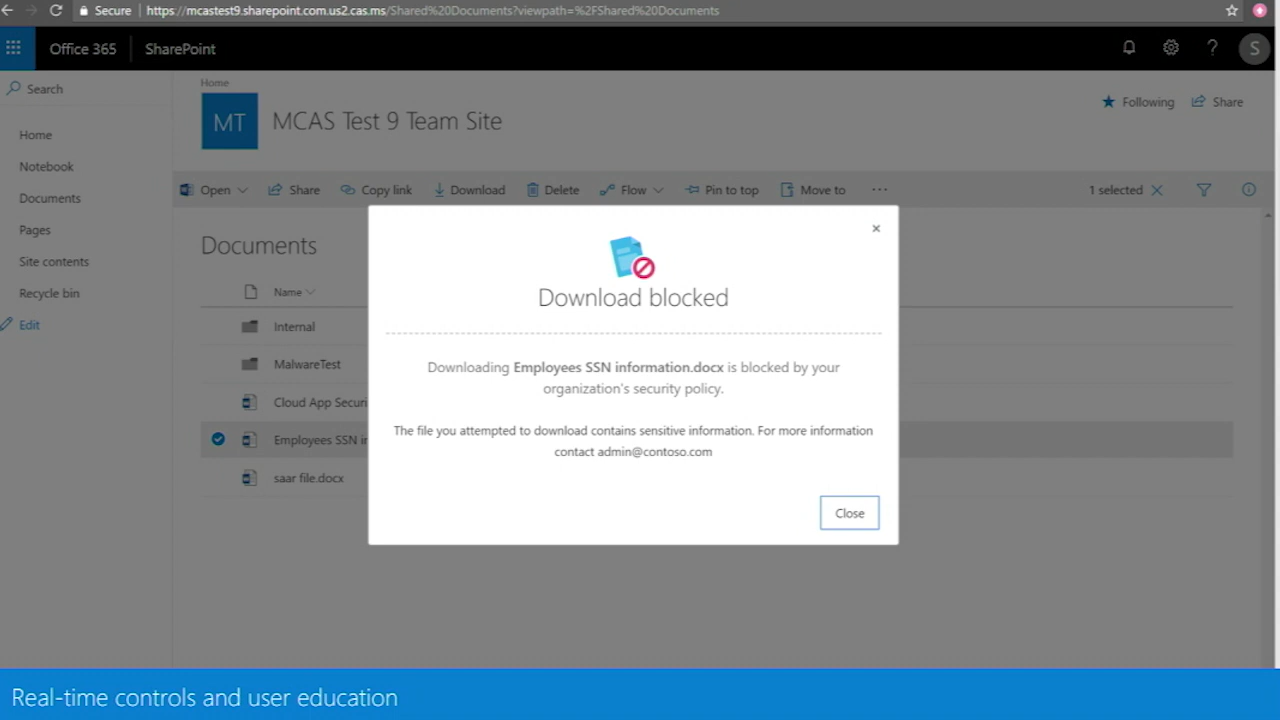 Secure https://mcastest9.sharepoint.com.us2.cas.ms/Shared%20Documents?viewpath=%2FShared%20Documents
Office 365 SharePoint ? S
Search
Home
Notebook
Documents
Pages
Site contents
Recycle bin
Edit
Home
MT MCAS Test 9 Team Site
Following Share
Open Share Copy link Download Delete Flow Pin to top Move to ... 1 selected
Documents
Name
Internal
MalwareTest
Cloud App Securi
Employees SSN in
saar file.docx
Download blocked
Downloading Employees SSN information.docx is blocked by your
organization's security policy.
The file you attempted to download contains sensitive information. For more information
contact admin@contoso.com
Close
Real-time controls and user education